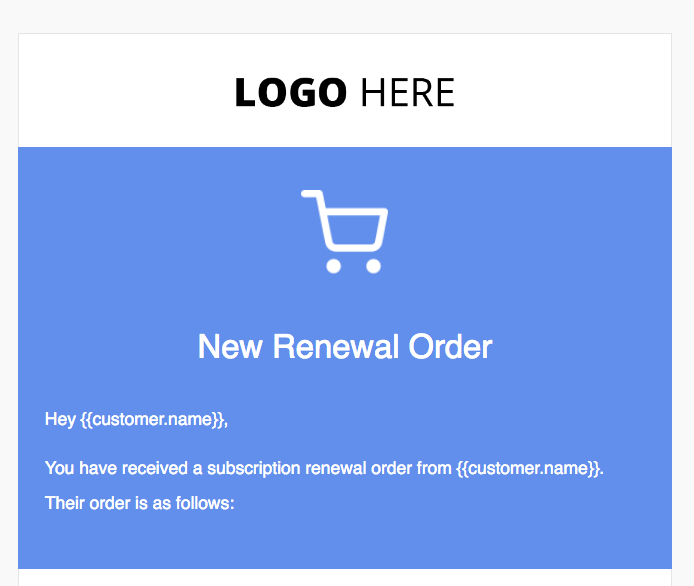 LOGO HERE
New Renewal Order
Hey {{customer.name}},
You have received a subscription renewal order from {{customer.name}}.
Their order is as follows: